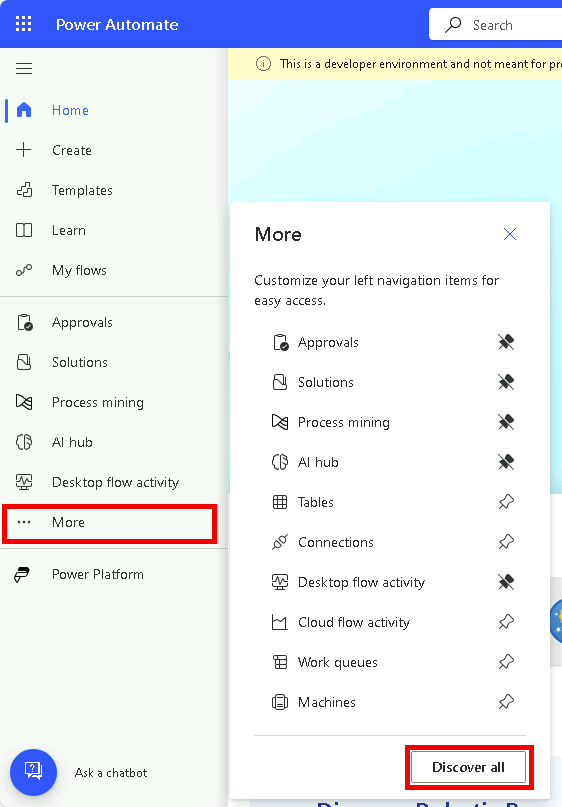 Power Automate
Search
This is a developer environment and not meant for
Home
Create
Templates
Learn
My flows
Approvals
Solutions
Process mining
AI hub
Desktop flow activity
More
Power Platform
Ask a chatbot
More
Customize your left navigation items for
easy access.
Approvals
Solutions
Process mining
AI hub
Tables
Connections
Desktop flow activity
Cloud flow activity
Work queues
Machines
Discover all